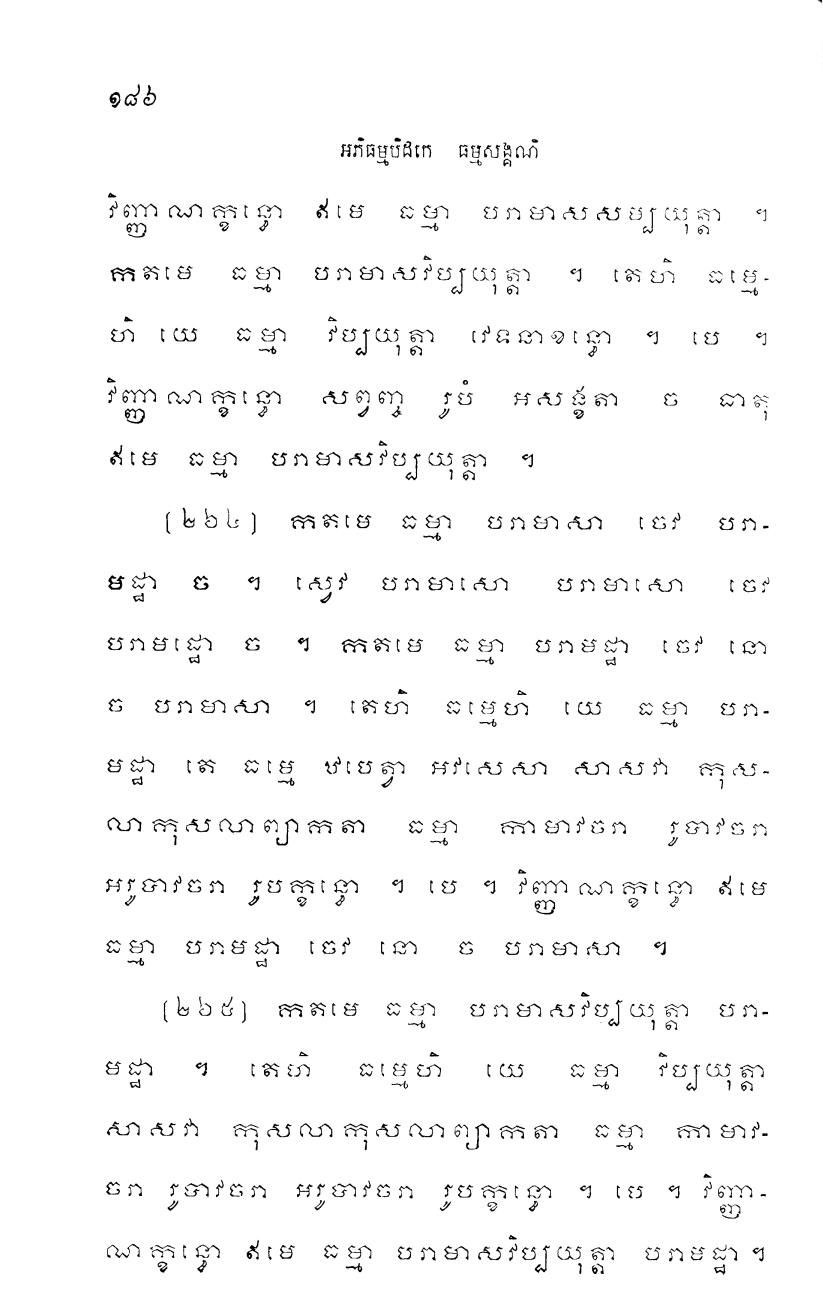 ១៨៦
អភិធម្មបិដកេ ធម្មសង្គណិ
វិញ្ញាណក្ខន្ធោ ឥមេ ធម្មា បរាមាសសម្បយុត្តា ។
កតមេ ធម្មា បរាមាសវិប្បយុត្តា ។ តេហិ ធម្មេ-
ហិ យេ ធម្មា វិប្បយុត្តា វេទនាខន្ធោ ។ បេ ។
វិញ្ញាណក្ខន្ធោ សព្វញ្ច រូបំ អសង្ខតា ច ធាតុ
ឥមេ ធម្មា បរាមាសវិប្បយុត្តា ។
(២៦៤) កតមេ ធម្មា បរាមាសា ចេវ បរា-
មដ្ឋា ច ។ ស្វេវ បរាមាសោ បរាមាសោ ចេវ
បរាមដ្ឋោ ច ។ កតមេ ធម្មា បរាមដ្ឋា ចេវ នោ
ច បរាមាសា ។ តេហិ ធម្មេហិ យេ ធម្មា បរា-
មដ្ឋា តេ ធម្មេ ឋបេត្វា អវសេសា សាសវា កុស-
លាកុសលាព្យាកតា ធម្មា កាមាវចរា រូបាវចរា
អរូបាវចរា រូបក្ខន្ធោ ។ បេ ។ វិញ្ញាណក្ខន្ធោ ឥមេ
ធម្មា បរាមដ្ឋា ចេវ នោ ច បរាមាសា ។
(២៦៥) កតមេ ធម្មា បរាមាសវិប្បយុត្តា បរា-
មដ្ឋា ។ តេហិ ធម្មេហិ យេ ធម្មា វិប្បយុត្តា
សាសវា កុសលាកុសលាព្យាកតា ធម្មា កាមាវ-
ចរា រូបាវចរា អរូបាវចរា រូបក្ខន្ធោ ។ បេ ។ វិញ្ញា-
ណក្ខន្ធោ ឥមេ ធម្មា បរាមាសវិប្បយុត្តា បរាមដ្ឋា ។